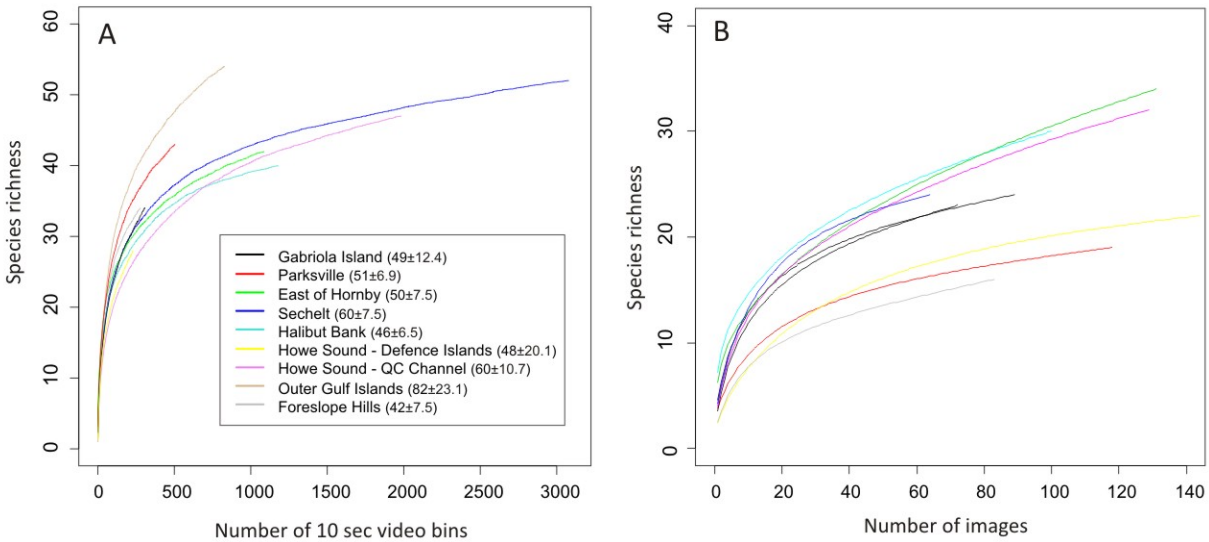 A
Species richness
0
10
20
30
40
50
60
Gabriola Island (49±12.4)
Parksville (51±6.9)
East of Hornby (50±7.5)
Sechelt (60±7.5)
Halibut Bank (46±6.5)
Howe Sound - Defence Islands (48±20.1)
Howe Sound - QC Channel (60±10.7)
Outer Gulf Islands (82±23.1)
Foreslope Hills (42±7.5)
0 500 1000 1500 2000 2500 3000
Number of 10 sec video bins
B
Species richness
0
10
20
30
40
0 20 40 60 80 100 120 140
Number of images